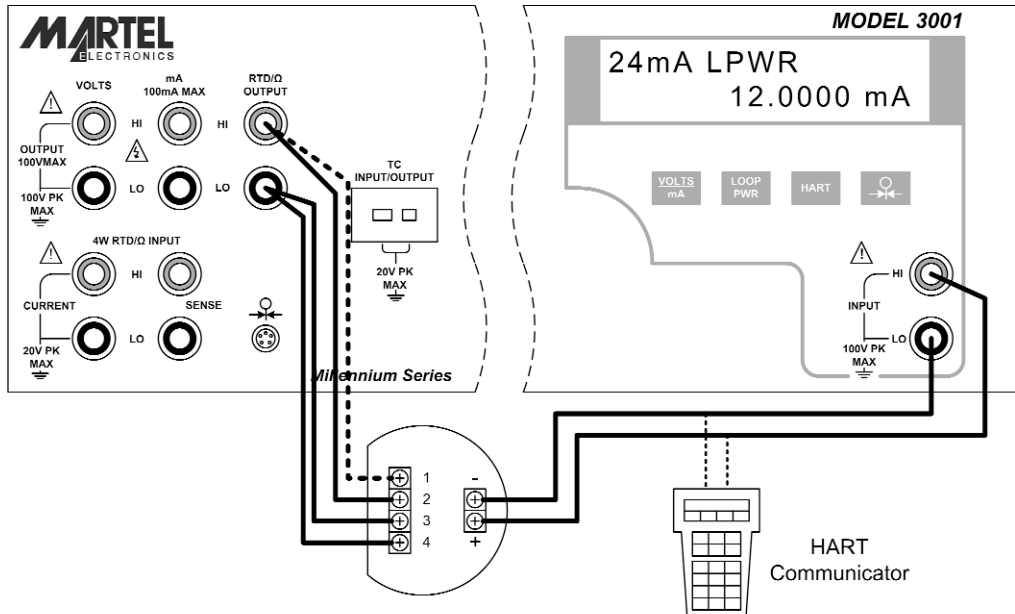 MARTEL
ELECTRONICS
MODEL 3001
24mA LPWR
12.0000 mA
VOLTS
mA
100mA MAX
RTD/Ω
OUTPUT
HI
HI
OUTPUT
100VMAX
LO
LO
100V PK
MAX
TC
INPUT/OUTPUT
20V PK
MAX
4W RTD/Ω INPUT
HI
CURRENT
SENSE
LO
20V PK
MAX
Millennium Series
VOLTS
mA
LOOP
PWR
HART
HI
INPUT
LO
100V PK
MAX
1
2
3
4
-
+
HART
Communicator